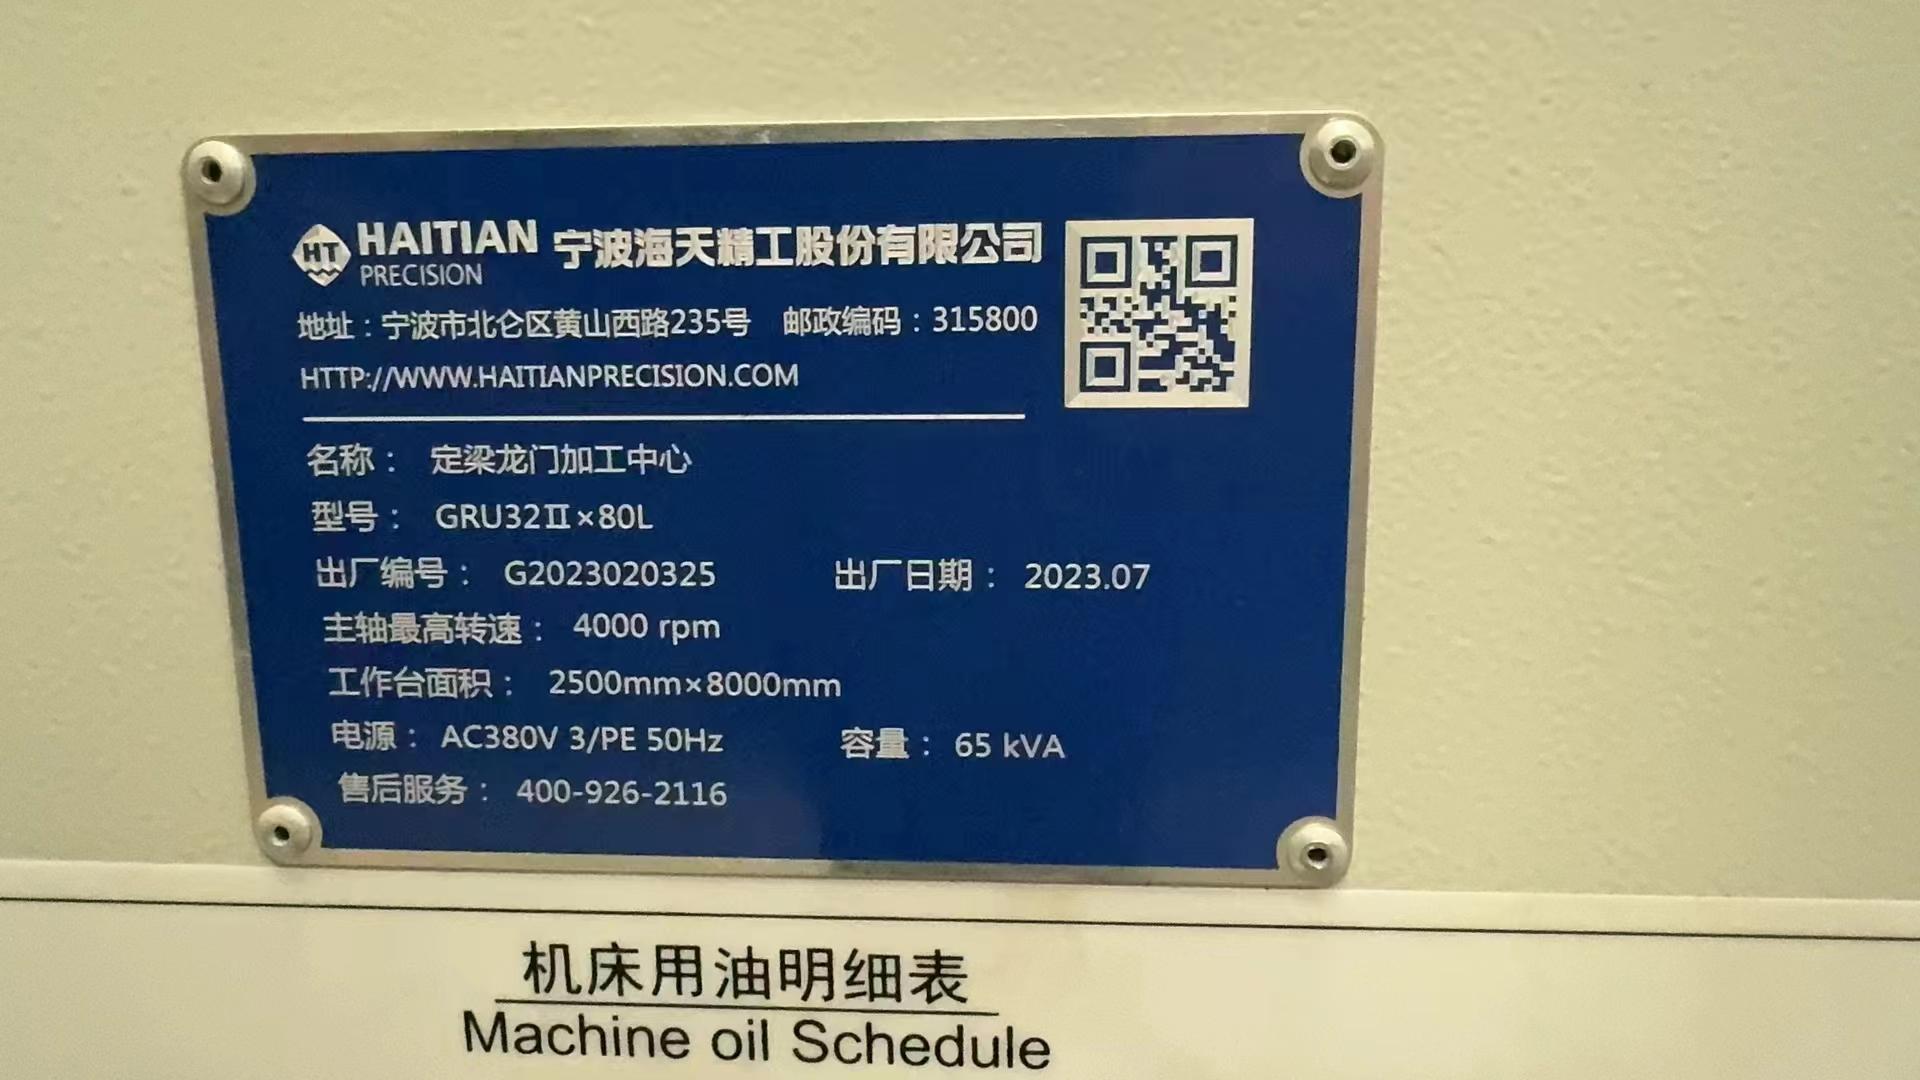 HT HAITIAN PRECISION 宁波海天精工股份有限公司
地址：宁波市北仑区黄山西路235号 邮政编码：315800
HTTP://WWW.HAITIANPRECISION.COM
名称： 定梁龙门加工中心
型号： GRU32Ⅱ×80L
出厂编号： G2023020325 出厂日期： 2023.07
主轴最高转速： 4000 rpm
工作台面积： 2500mm×8000mm
电源： AC380V 3/PE 50Hz 容量： 65 kVA
售后服务： 400-926-2116
机床用油明细表
Machine oil Schedule